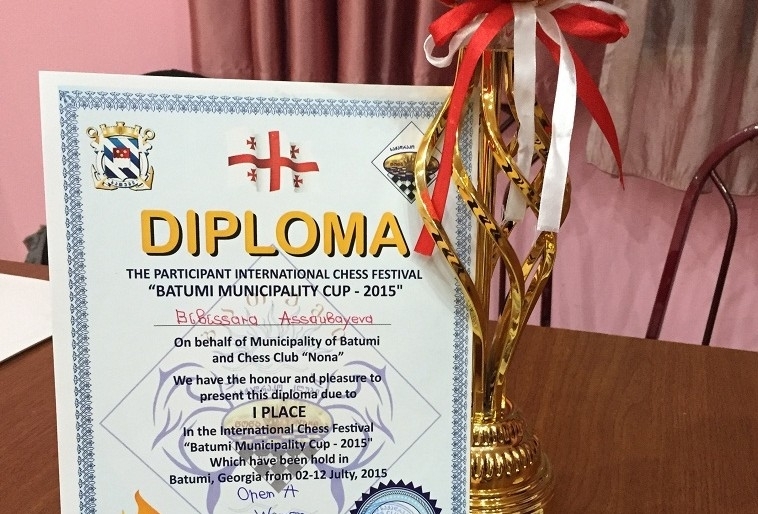 DIPLOMA
THE PARTICIPANT INTERNATIONAL CHESS FESTIVAL
“BATUMI MUNICIPALITY CUP - 2015"
Bibissara Assaubayeva
On behalf of Municipality of Batumi
and Chess Club “Nona”
We have the honour and pleasure to
present this diploma due to
I PLACE
In the International Chess Festival
“Batumi Municipality Cup - 2015"
Which have been held in
Batumi, Georgia from 02-12 Julty, 2015
Open A